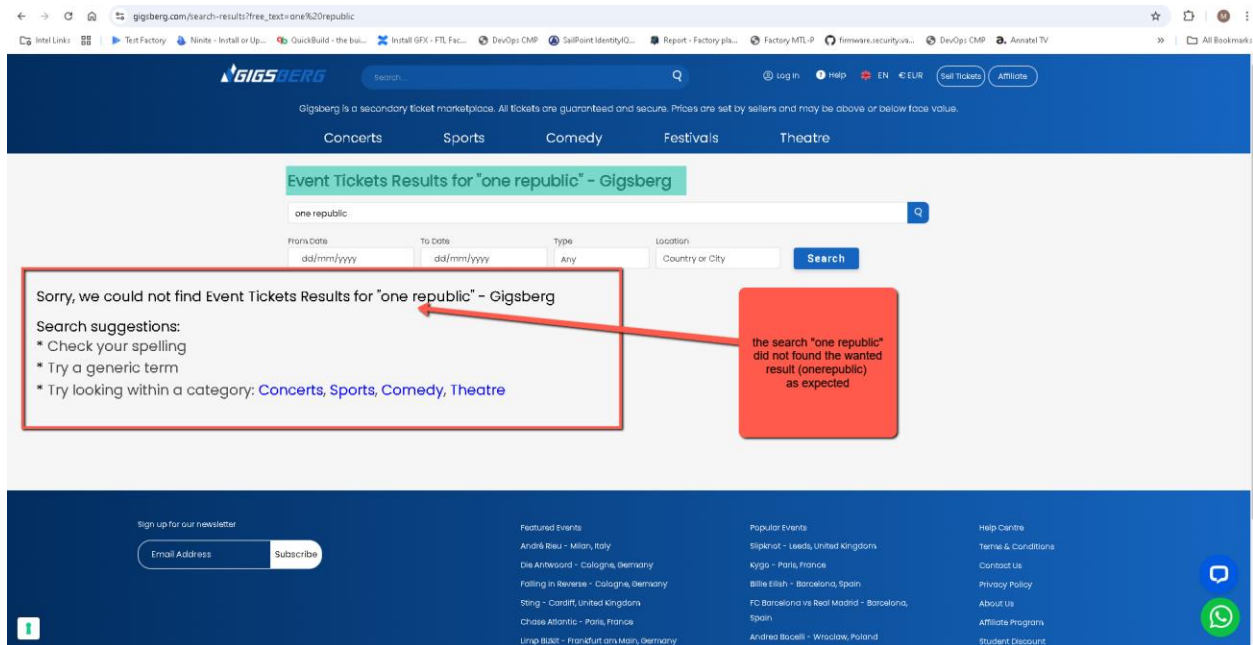 gigsberg.com/search-results?free_text=one%20republic
Intel Links
Test Factory
Ninite - Install or Up...
QuickBuild - the bui...
Install GFX - FTL Fac...
DevOps CMP
SailPoint IdentityIQ...
Report - Factory pla...
Factory MTL-P
firmware.security.va...
DevOps CMP
Annatel TV
All Bookmarks
GIGSBERG
Search...
Log In
Help
EN
€ EUR
Sell Tickets
Affiliate
Gigsberg is a secondary ticket marketplace. All tickets are guaranteed and secure. Prices are set by sellers and may be above or below face value.
Concerts
Sports
Comedy
Festivals
Theatre
Event Tickets Results for "one republic" - Gigsberg
one republic
From Date
To Date
Type
Location
dd/mm/yyyy
dd/mm/yyyy
Any
Country or City
Search
Sorry, we could not find Event Tickets Results for "one republic" - Gigsberg
Search suggestions:
* Check your spelling
* Try a generic term
* Try looking within a category: Concerts, Sports, Comedy, Theatre
the search "one republic"
did not found the wanted
result (onerepublic)
as expected
Sign up for our newsletter
Email Address
Subscribe
Featured Events
André Rieu - Milan, Italy
Die Antwoord - Cologne, Germany
Falling in Reverse - Cologne, Germany
Sting - Cardiff, United Kingdom
Chase Atlantic - Paris, France
Limp Bizkit - Frankfurt am Main, Germany
Popular Events
Slipknot - Leeds, United Kingdom
Kygo - Paris, France
Billie Eilish - Barcelona, Spain
FC Barcelona vs Real Madrid - Barcelona,
Spain
Andrea Bocelli - Wroclaw, Poland
Help Centre
Terms & Conditions
Contact Us
Privacy Policy
About Us
Affiliate Program
Student Discount